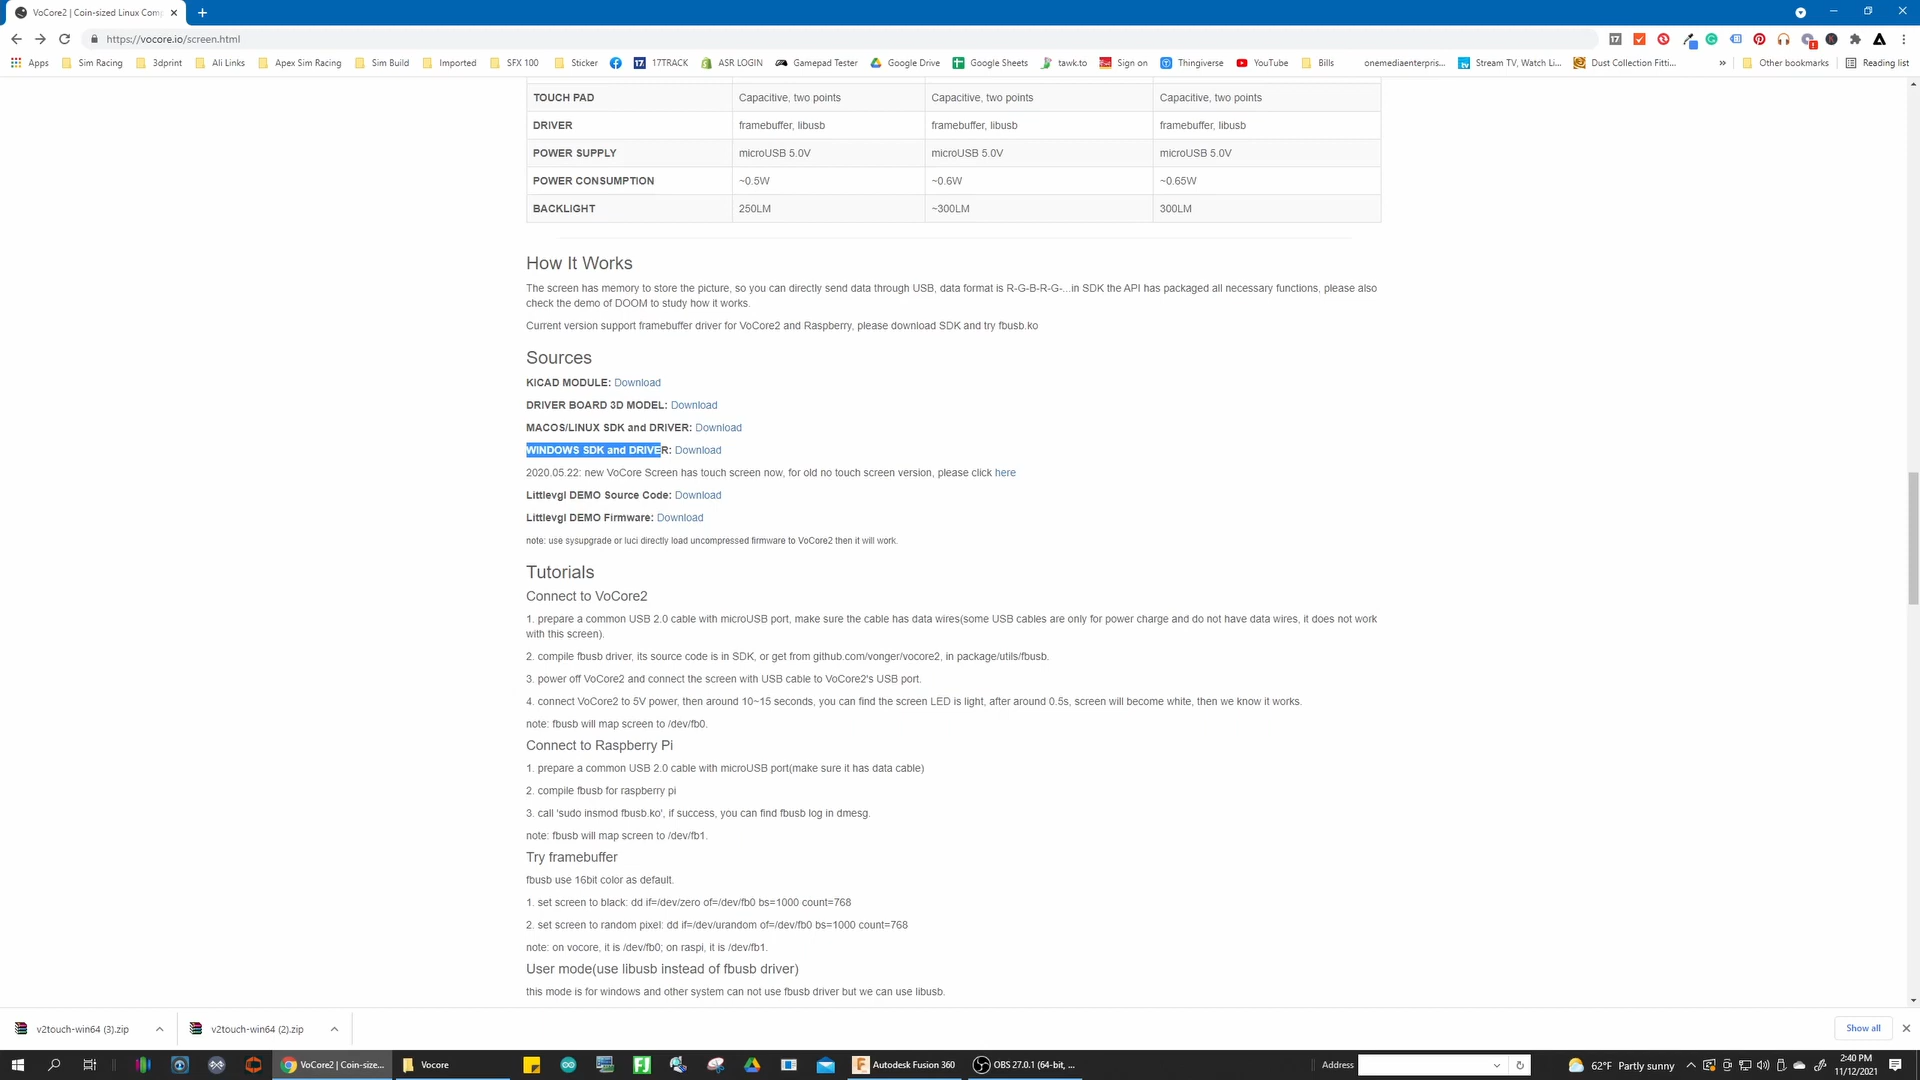 VoCore2 | Coin-sized Linux Com
https://vocore.io/screen.html
Apps Sim Racing 3dprint Ali Links Apex Sim Racing Sim Build Imported SFX 100 Sticker 17TRACK ASR LOGIN Gamepad Tester Google Drive Google Sheets tawk.to Sign on Thingiverse YouTube Bills onemediaenterpris... Stream TV, Watch Li... Dust Collection Fitti... » Other bookmarks Reading list
TOUCH PAD Capacitive, two points Capacitive, two points Capacitive, two points
DRIVER framebuffer, libusb framebuffer, libusb framebuffer, libusb
POWER SUPPLY microUSB 5.0V microUSB 5.0V microUSB 5.0V
POWER CONSUMPTION ~0.5W ~0.6W ~0.65W
BACKLIGHT 250LM ~300LM 300LM
How It Works
The screen has memory to store the picture, so you can directly send data through USB, data format is R-G-B-R-G-...in SDK the API has packaged all necessary functions, please also
check the demo of DOOM to study how it works.
Current version support framebuffer driver for VoCore2 and Raspberry, please download SDK and try fbusb.ko
Sources
KICAD MODULE: Download
DRIVER BOARD 3D MODEL: Download
MACOS/LINUX SDK and DRIVER: Download
WINDOWS SDK and DRIVER: Download
2020.05.22: new VoCore Screen has touch screen now, for old no touch screen version, please click here
Littlevgl DEMO Source Code: Download
Littlevgl DEMO Firmware: Download
note: use sysupgrade or luci directly load uncompressed firmware to VoCore2 then it will work.
Tutorials
Connect to VoCore2
1. prepare a common USB 2.0 cable with microUSB port, make sure the cable has data wires(some USB cables are only for power charge and do not have data wires, it does not work
with this screen).
2. compile fbusb driver, its source code is in SDK, or get from github.com/vonger/vocore2, in package/utils/fbusb.
3. power off VoCore2 and connect the screen with USB cable to VoCore2's USB port.
4. connect VoCore2 to 5V power, then around 10~15 seconds, you can find the screen LED is light, after around 0.5s, screen will become white, then we know it works.
note: fbusb will map screen to /dev/fb0.
Connect to Raspberry Pi
1. prepare a common USB 2.0 cable with microUSB port(make sure it has data cable)
2. compile fbusb for raspberry pi
3. call 'sudo insmod fbusb.ko', if success, you can find fbusb log in dmesg.
note: fbusb will map screen to /dev/fb1.
Try framebuffer
fbusb use 16bit color as default.
1. set screen to black: dd if=/dev/zero of=/dev/fb0 bs=1000 count=768
2. set screen to random pixel: dd if=/dev/urandom of=/dev/fb0 bs=1000 count=768
note: on vocore, it is /dev/fb0; on raspi, it is /dev/fb1.
User mode(use libusb instead of fbusb driver)
this mode is for windows and other system can not use fbusb driver but we can use libusb.
v2touch-win64 (3).zip v2touch-win64 (2).zip Show all
VoCore2 | Coin-size... Vocore Autodesk Fusion 360 OBS 27.0.1 (64-bit, ... Address 62°F Partly sunny 2:40 PM
11/12/2021